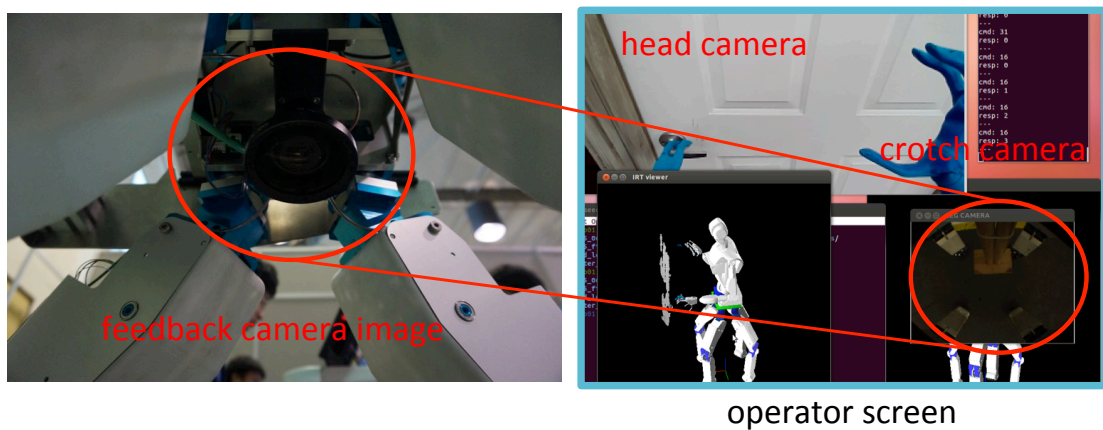 head camera
resp: 0
---
cmd: 31
resp: 0
---
cmd: 16
resp: 0
---
cmd: 16
resp: 1
---
cmd: 16
resp: 2
---
cmd: 16
resp: 3
crotch camera
IRT viewer
CAMERA
feedback camera image
operator screen